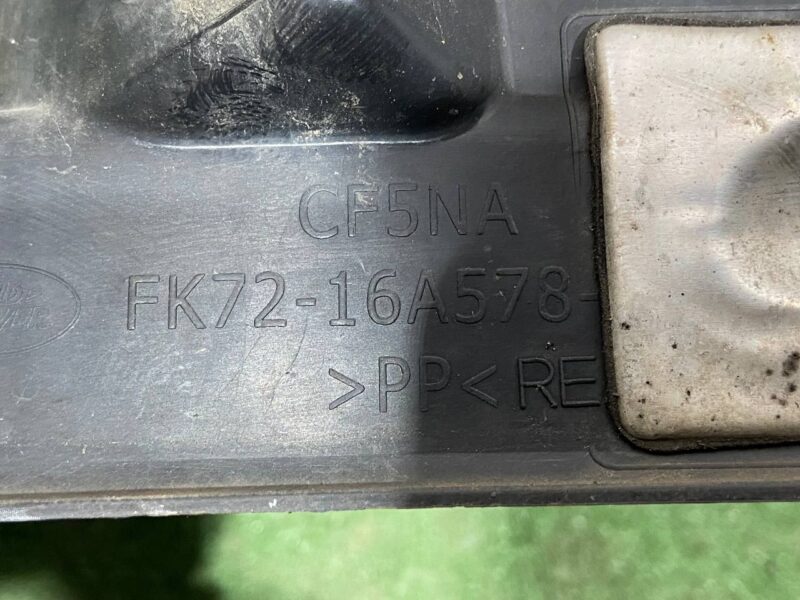 CF5NA
FK72-16A578-
>PP< RE